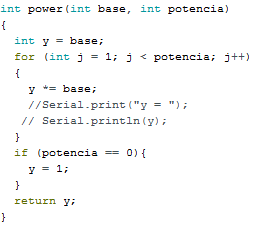 int power(int base, int potencia)
{
  int y = base;
  for (int j = 1; j < potencia; j++)
  {
    y *= base;
    //Serial.print("y = ");
   // Serial.println(y);
  }
  if (potencia == 0){
    y = 1;
  }
  return y;
}